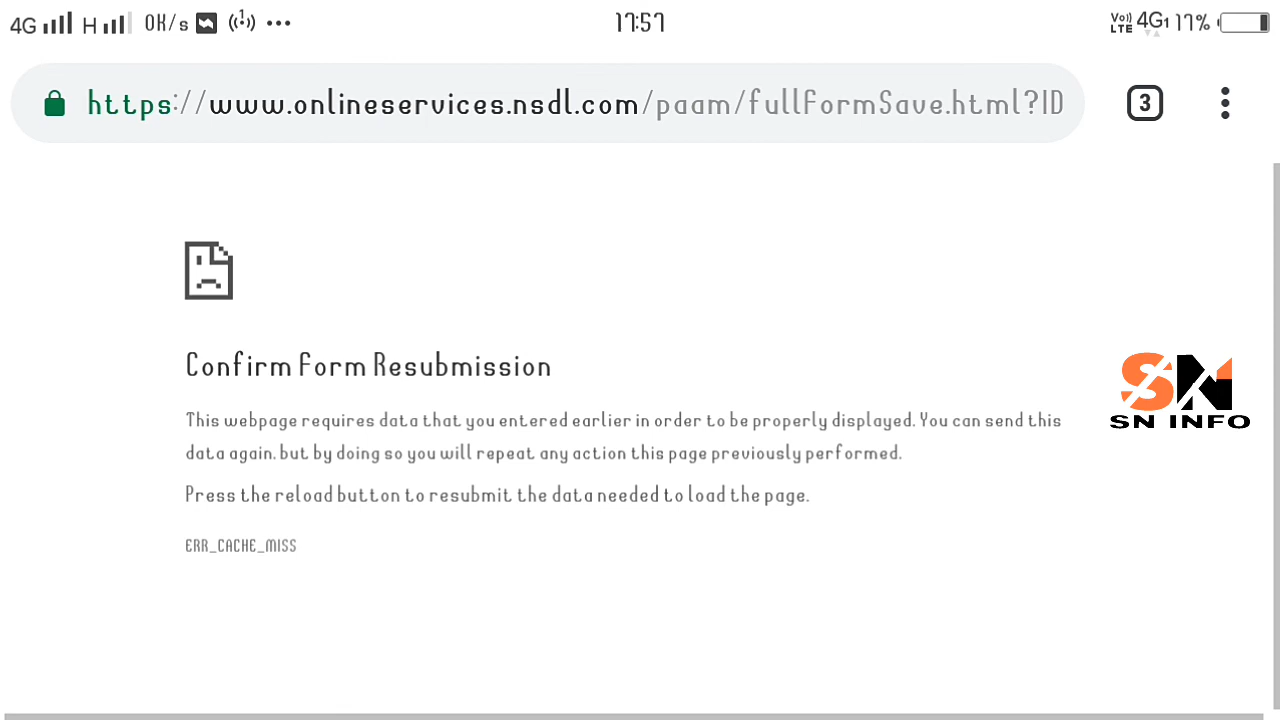 4G H 0K/s 17:57 Vo)) LTE 4G1 17%
https://www.onlineservices.nsdl.com/paam/fullFormSave.html?ID 3
Confirm Form Resubmission
This webpage requires data that you entered earlier in order to be properly displayed. You can send this
data again, but by doing so you will repeat any action this page previously performed.
Press the reload button to resubmit the data needed to load the page.
ERR_CACHE_MISS
SN
SN INFO